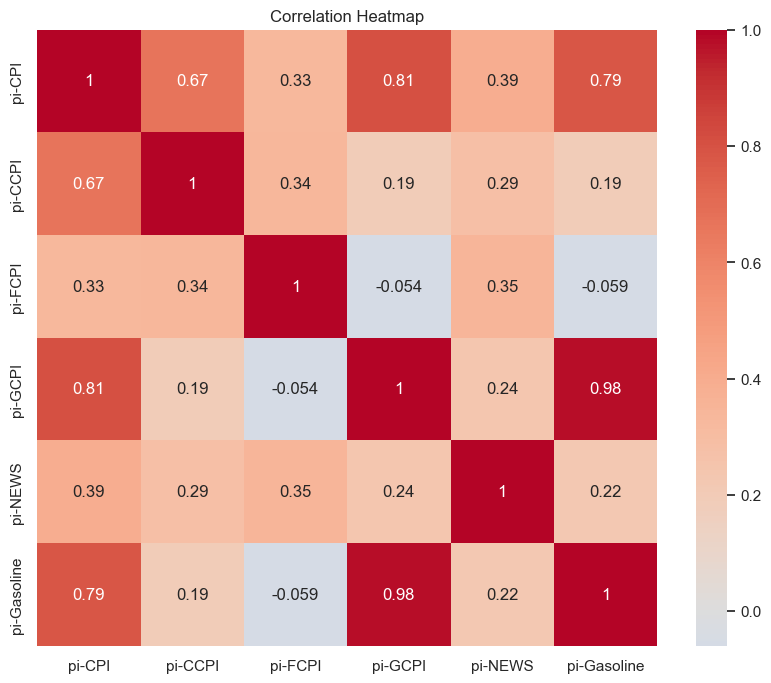 Correlation Heatmap
pi-CPI 1 0.67 0.33 0.81 0.39 0.79
pi-CCPI 0.67 1 0.34 0.19 0.29 0.19
pi-FCPI 0.33 0.34 1 -0.054 0.35 -0.059
pi-GCPI 0.81 0.19 -0.054 1 0.24 0.98
pi-NEWS 0.39 0.29 0.35 0.24 1 0.22
pi-Gasoline 0.79 0.19 -0.059 0.98 0.22 1
pi-CPI pi-CCPI pi-FCPI pi-GCPI pi-NEWS pi-Gasoline
1.0
0.8
0.6
0.4
0.2
0.0